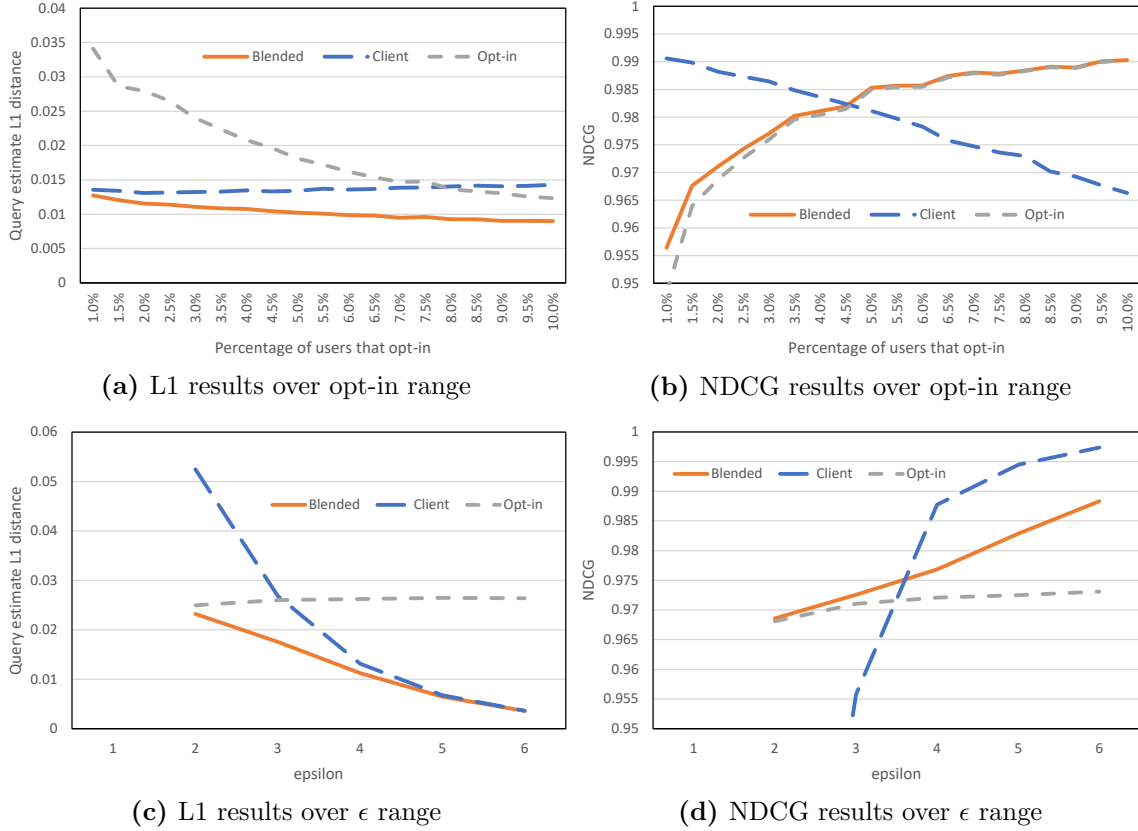 0.04
0.035
0.03
0.025
0.02
0.015
0.01
0.005
0
Query estimate L1 distance
Blended Client Opt-in
1.0% 1.5% 2.0% 2.5% 3.0% 3.5% 4.0% 4.5% 5.0% 5.5% 6.0% 6.5% 7.0% 7.5% 8.0% 8.5% 9.0% 9.5% 10.0%
Percentage of users that opt-in
(a) L1 results over opt-in range
1
0.995
0.99
0.985
0.98
0.975
0.97
0.965
0.96
0.955
0.95
NDCG
Blended Client Opt-in
1.0% 1.5% 2.0% 2.5% 3.0% 3.5% 4.0% 4.5% 5.0% 5.5% 6.0% 6.5% 7.0% 7.5% 8.0% 8.5% 9.0% 9.5% 10.0%
Percentage of users that opt-in
(b) NDCG results over opt-in range
0.06
0.05
0.04
0.03
0.02
0.01
0
Query estimate L1 distance
Blended Client Opt-in
1 2 3 4 5 6
epsilon
(c) L1 results over ϵ range
1
0.995
0.99
0.985
0.98
0.975
0.97
0.965
0.96
0.955
0.95
NDCG
Blended Client Opt-in
1 2 3 4 5 6
epsilon
(d) NDCG results over ϵ range